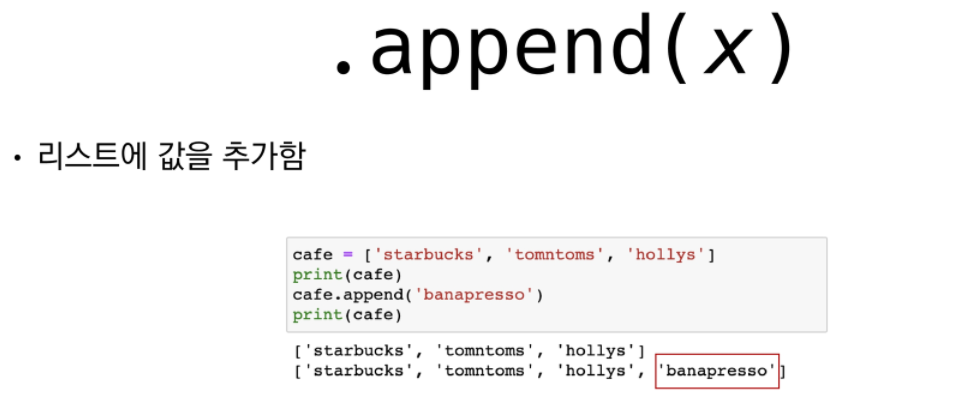 .append(x)
• 리스트에 값을 추가함
cafe = ['starbucks', 'tomntoms', 'hollys']
print(cafe)
cafe.append('banapresso')
print(cafe)
['starbucks', 'tomntoms', 'hollys']
['starbucks', 'tomntoms', 'hollys', 'banapresso']